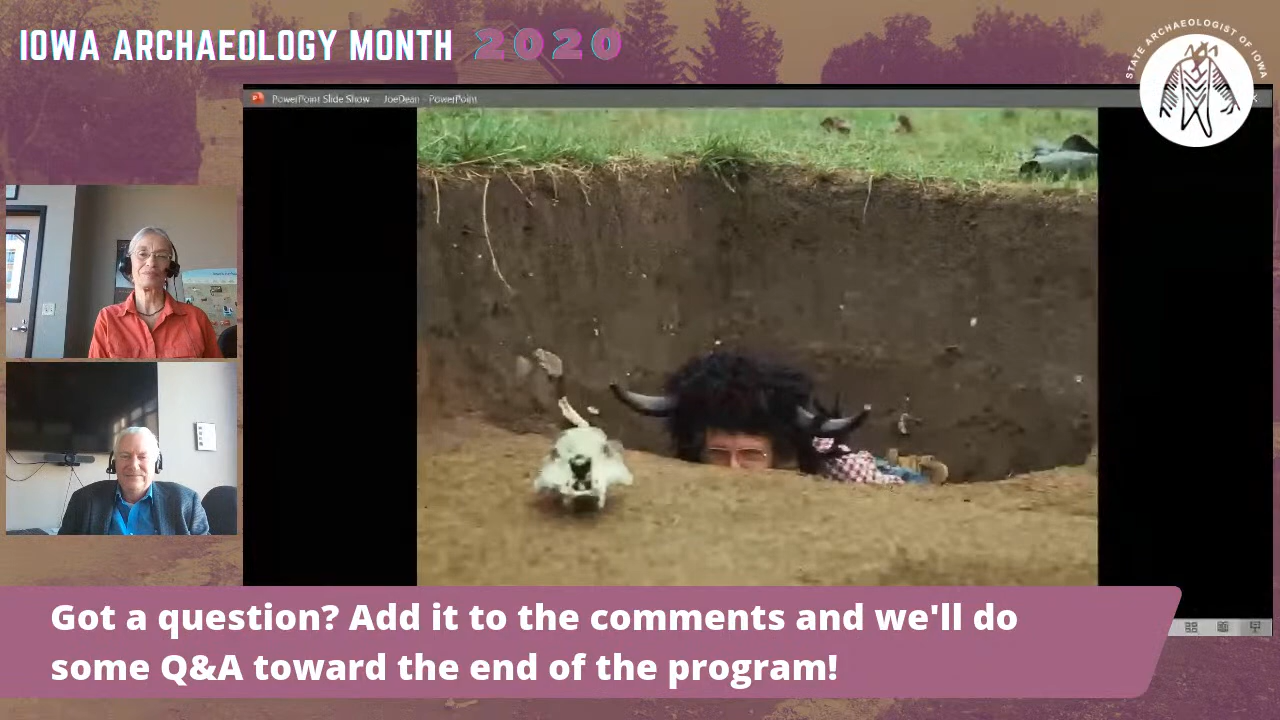 IOWA ARCHAEOLOGY MONTH 2020
STATE ARCHAEOLOGIST OF IOWA
PowerPoint Slide Show - JoeDean - PowerPoint
Got a question? Add it to the comments and we'll do
some Q&A toward the end of the program!